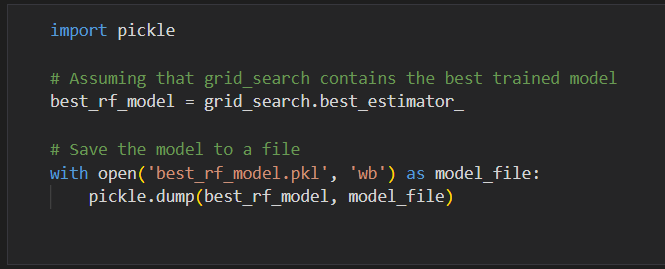 import pickle
# Assuming that grid_search contains the best trained model
best_rf_model = grid_search.best_estimator_
# Save the model to a file
with open('best_rf_model.pkl', 'wb') as model_file:
    pickle.dump(best_rf_model, model_file)